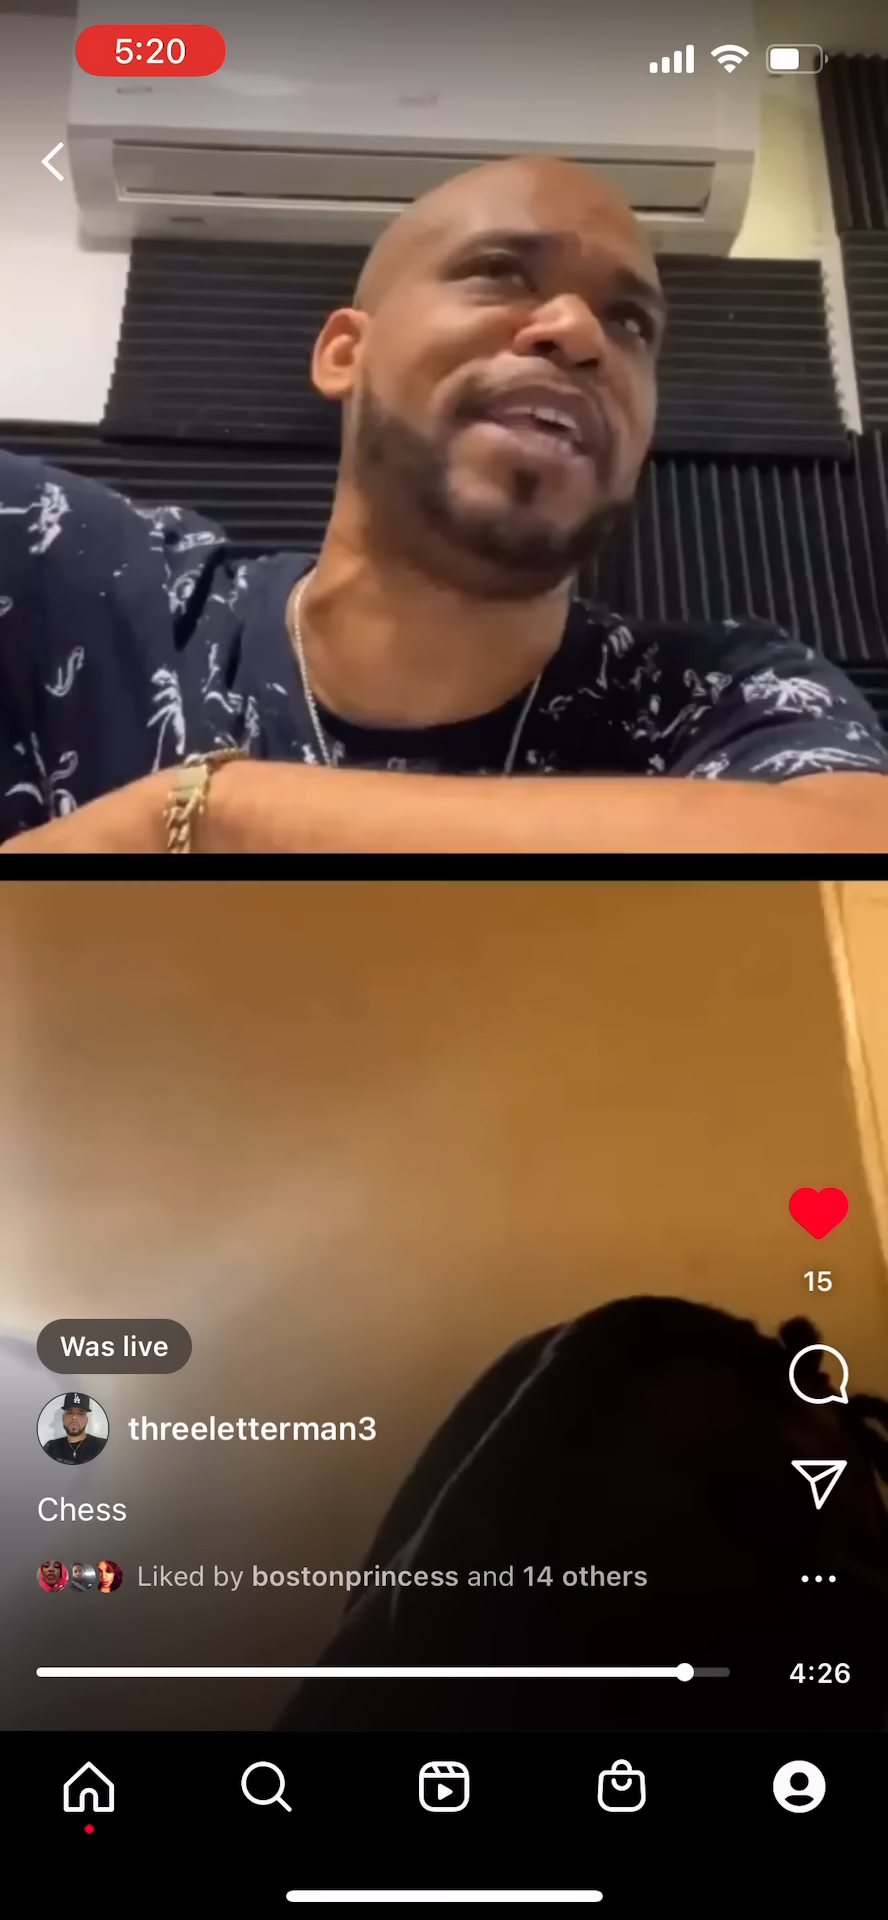 5:20
15
Was live
threeletterman3
Chess
Liked by bostonprincess and 14 others
4:26